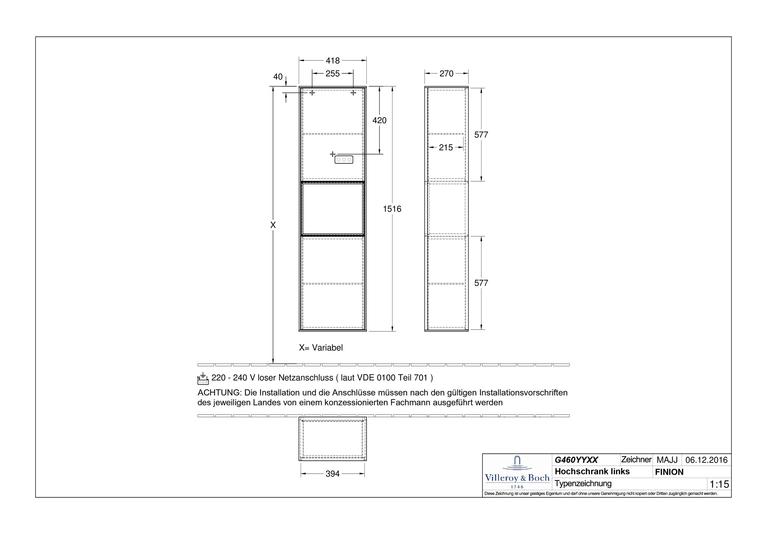 418
255
40
270
420
577
215
1516
X
577
X= Variabel
220 - 240 V loser Netzanschluss ( laut VDE 0100 Teil 701 )
ACHTUNG: Die Installation und die Anschlüsse müssen nach den gültigen Installationsvorschriften
des jeweiligen Landes von einem konzessionierten Fachmann ausgeführt werden
394
Villeroy & Boch
1748
G460YYXX Zeichner MAJJ 06.12.2016
Hochschrank links FINION
Typenzeichnung 1:15
Diese Zeichnung ist unser geistiges Eigentum und darf ohne unsere Genehmigung nicht kopiert oder Dritten zugänglich gemacht werden.